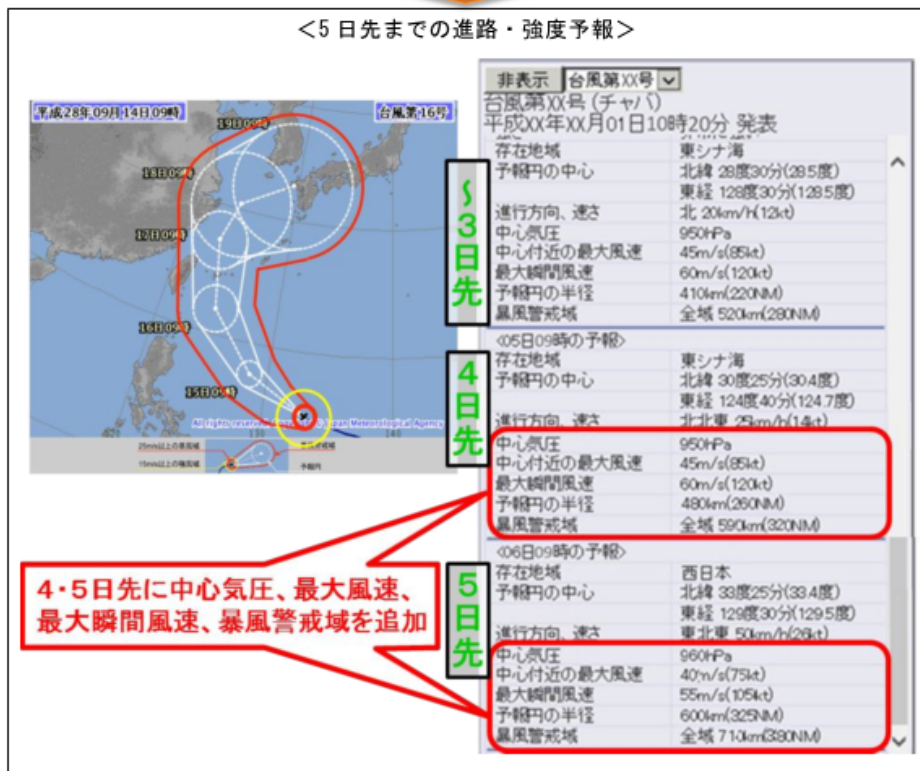 <5日先までの進路・強度予報>
平成28年09月14日09時
台風第16号
19日09時
18日09時
17日09時
16日09時
15日09時
130
140
25m/s以上の暴風域
15m/s以上の強風域
暴風警戒域
予報円
非表示 台風第XX号
台風第XX号 (チャバ)
平成XX年XX月01日10時20分 発表
~3日先
存在地域 東シナ海
予報円の中心 北緯 28度30分(28.5度)
東経 128度30分(128.5度)
進行方向、速さ 北 20km/h(12kt)
中心気圧 950hPa
中心付近の最大風速 45m/s(85kt)
最大瞬間風速 60m/s(120kt)
予報円の半径 410km(220NM)
暴風警戒域 全域 520km(280NM)
4日先
<05日09時の予報>
存在地域 東シナ海
予報円の中心 北緯 30度25分(30.4度)
東経 124度40分(124.7度)
進行方向、速さ 北北東 25km/h(14kt)
中心気圧 950hPa
中心付近の最大風速 45m/s(85kt)
最大瞬間風速 60m/s(120kt)
予報円の半径 480km(260NM)
暴風警戒域 全域 590km(320NM)
5日先
<06日09時の予報>
存在地域 西日本
予報円の中心 北緯 33度25分(33.4度)
東経 129度30分(129.5度)
進行方向、速さ 東北東 50km/h(26kt)
中心気圧 960hPa
中心付近の最大風速 40m/s(75kt)
最大瞬間風速 55m/s(105kt)
予報円の半径 600km(325NM)
暴風警戒域 全域 710km(380NM)
4・5日先に中心気圧、最大風速、
最大瞬間風速、暴風警戒域を追加